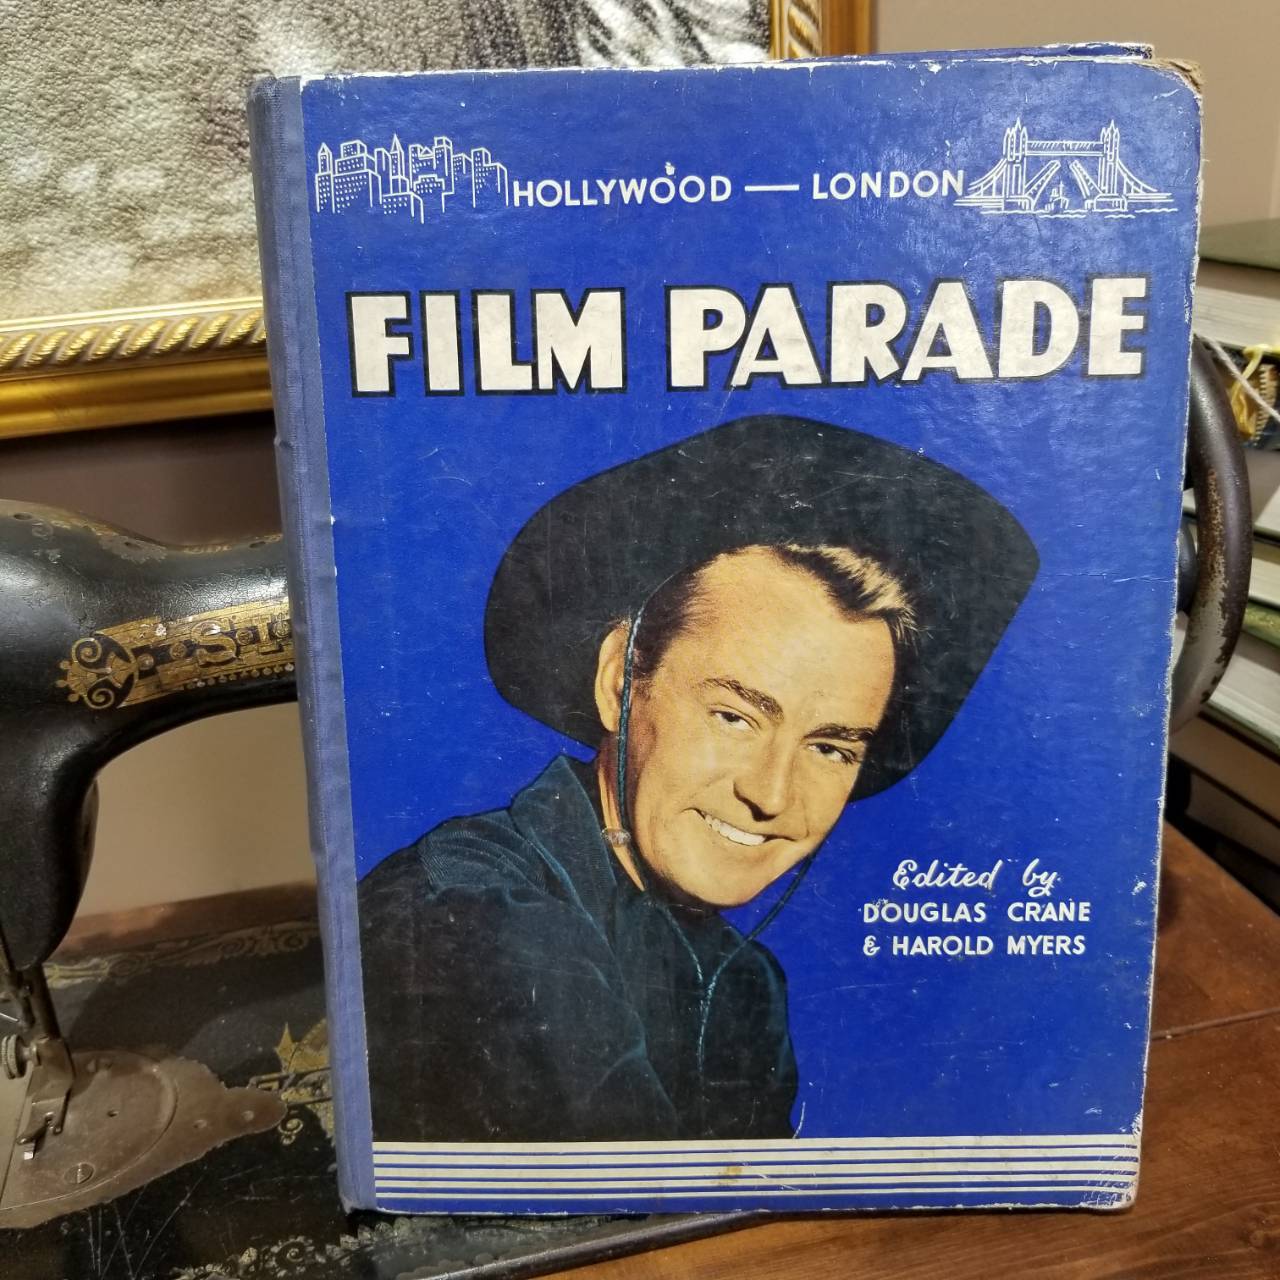 HOLLYWOOD — LONDON
FILM PARADE
Edited by
DOUGLAS CRANE
& HAROLD MYERS